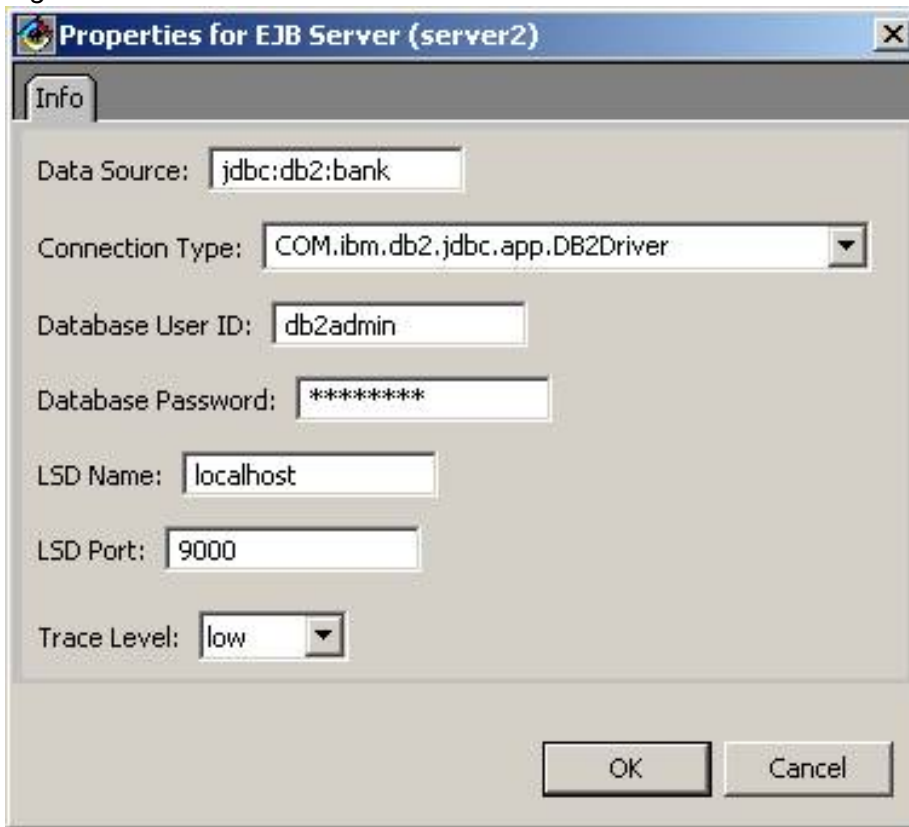 Properties for EJB Server (server2)
Info
Data Source: jdbc:db2:bank
Connection Type: COM.ibm.db2.jdbc.app.DB2Driver
Database User ID: db2admin
Database Password: ********
LSD Name: localhost
LSD Port: 9000
Trace Level: low
OK Cancel